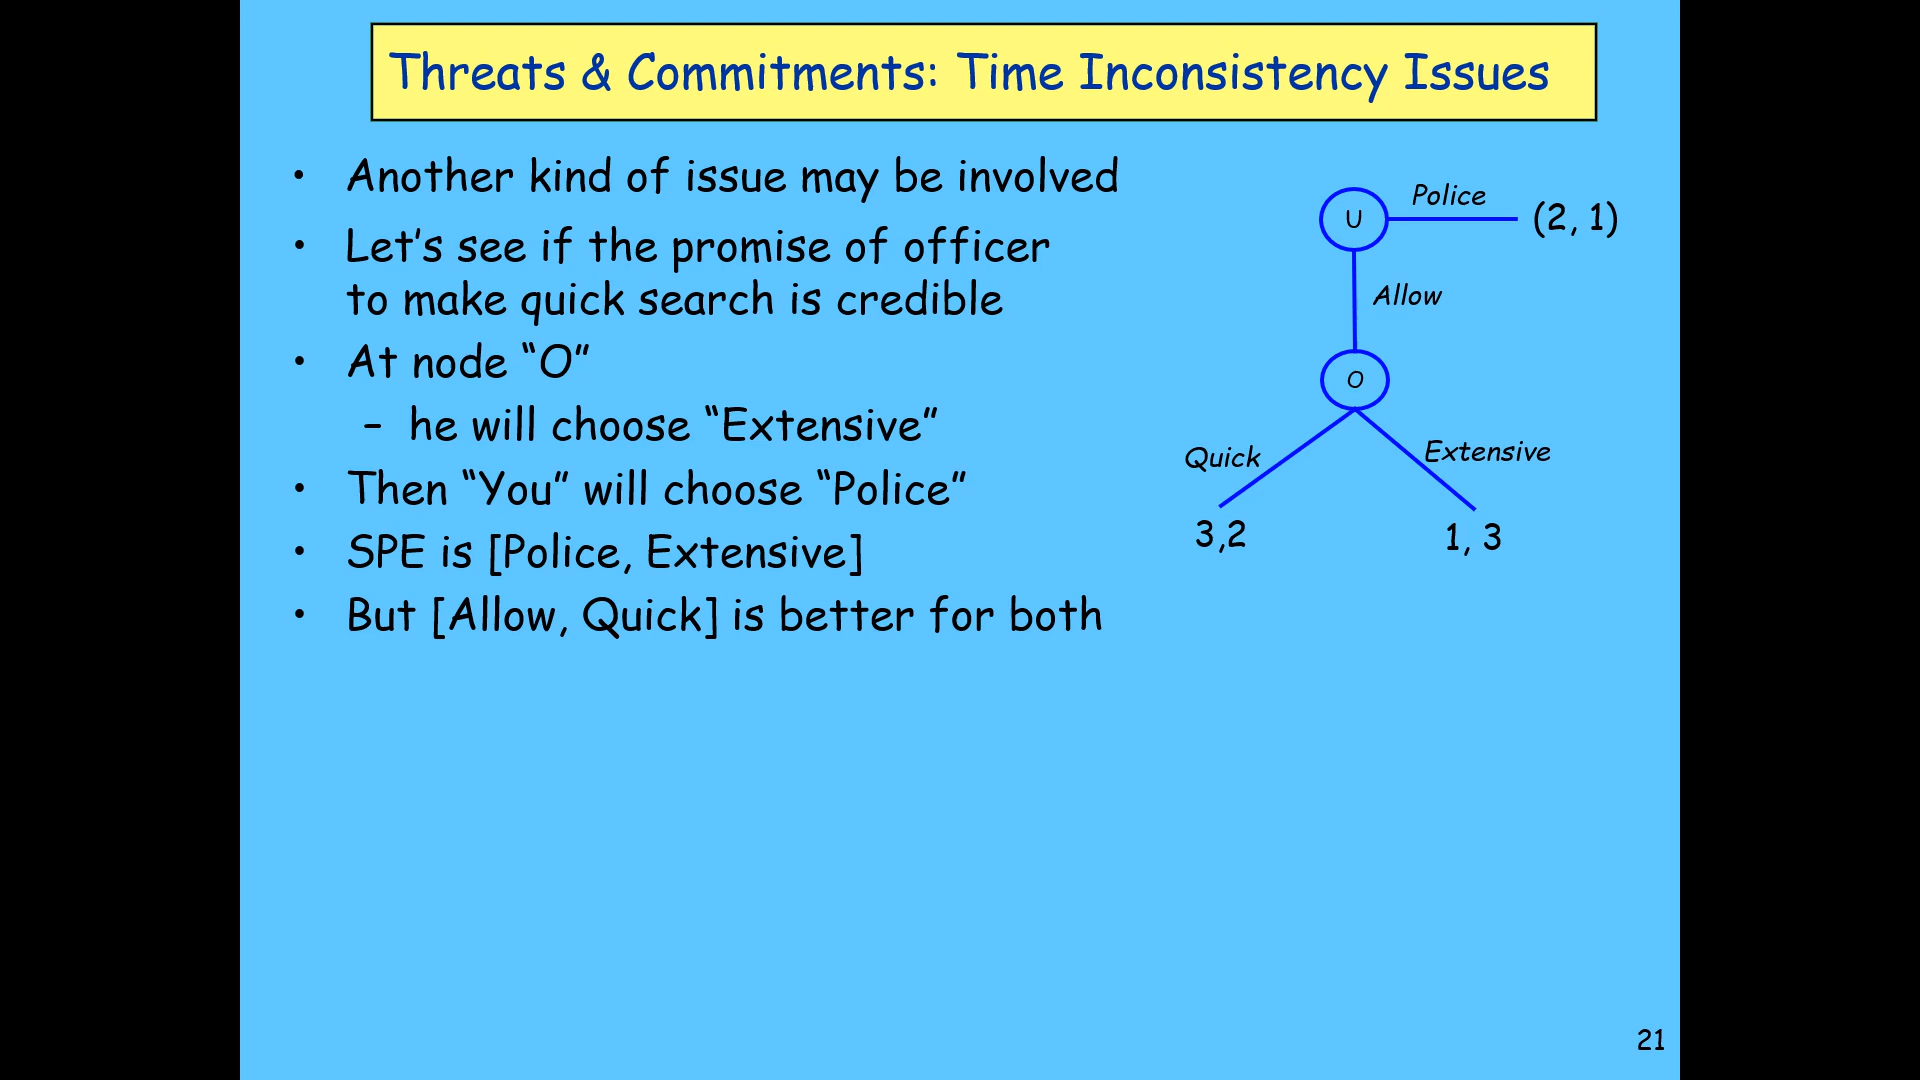 Threats & Commitments: Time Inconsistency Issues
• Another kind of issue may be involved
• Let’s see if the promise of officer
to make quick search is credible
• At node “O”
– he will choose “Extensive”
• Then “You” will choose “Police”
• SPE is [Police, Extensive]
• But [Allow, Quick] is better for both
U
Police
(2, 1)
Allow
O
Quick
Extensive
3,2
1, 3
21